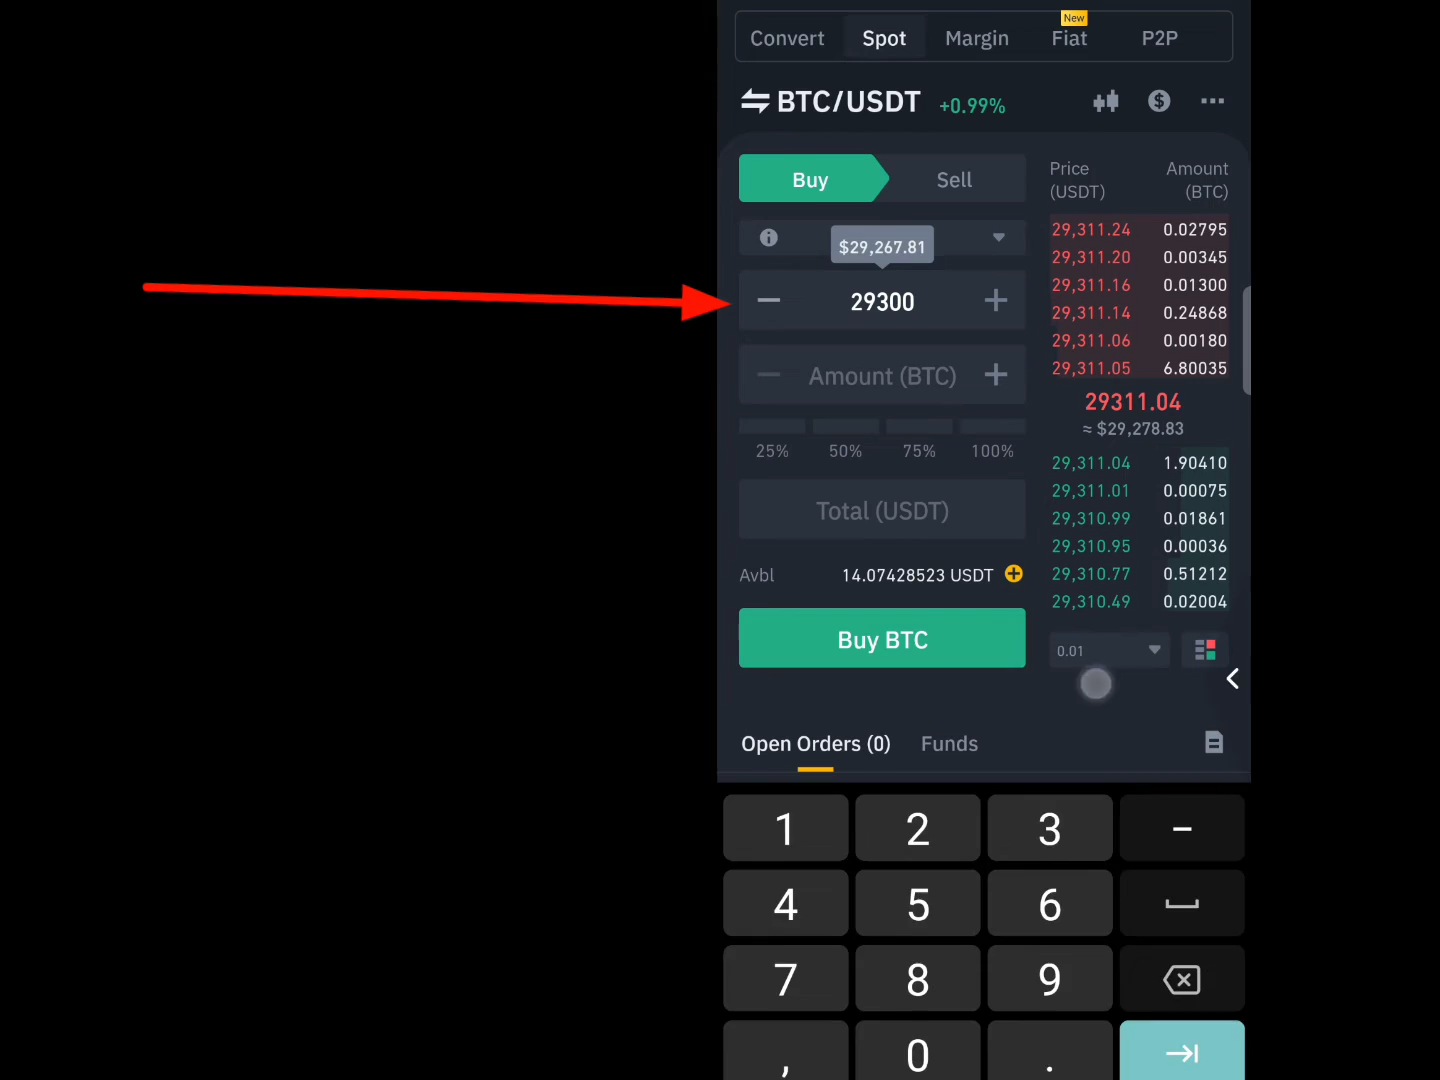 Convert Spot Margin New Fiat P2P
BTC/USDT +0.99%
Buy Sell
Price (USDT) Amount (BTC)
$29,267.81
29300
Amount (BTC)
25% 50% 75% 100%
Total (USDT)
Avbl 14.07428523 USDT
Buy BTC
29,311.24 0.02795
29,311.20 0.00345
29,311.16 0.01300
29,311.14 0.24868
29,311.06 0.00180
29,311.05 6.80035
29311.04
≈ $29,278.83
29,311.04 1.90410
29,311.01 0.00075
29,310.99 0.01861
29,310.95 0.00036
29,310.77 0.51212
29,310.49 0.02004
0.01
Open Orders (0) Funds
1 2 3 -
4 5 6
7 8 9
, 0 .